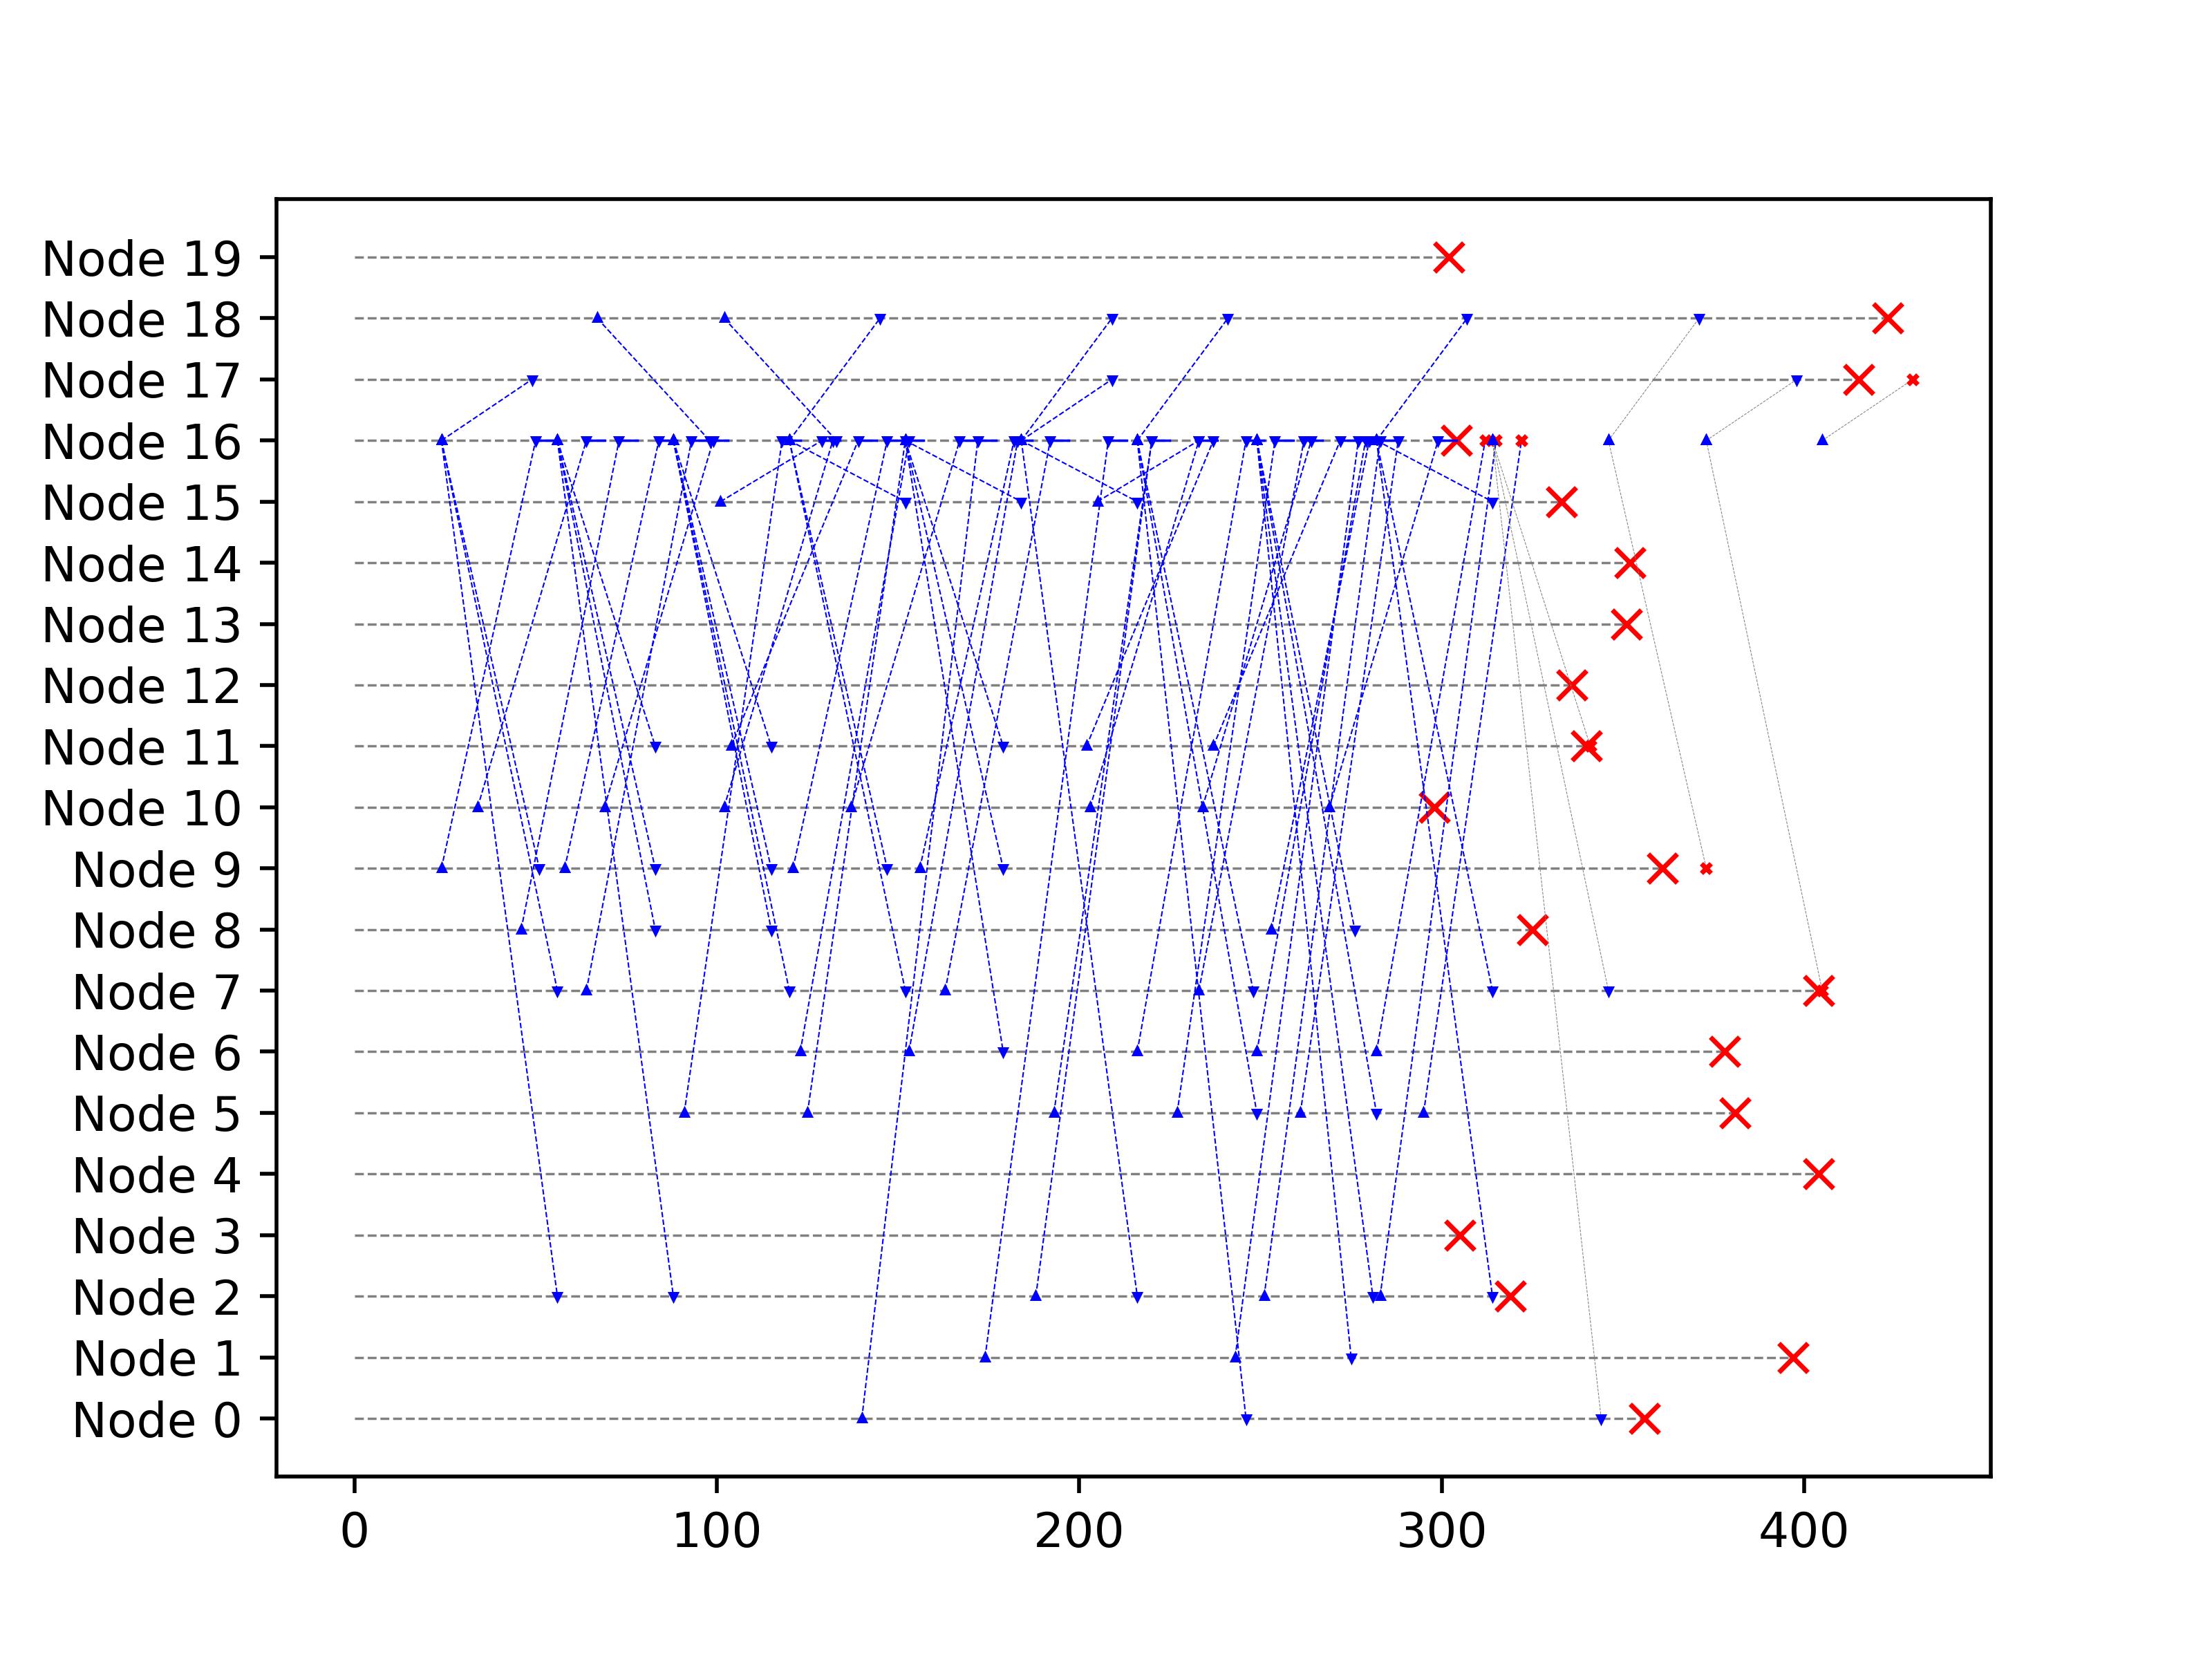 Node 19
Node 18
Node 17
Node 16
Node 15
Node 14
Node 13
Node 12
Node 11
Node 10
Node 9
Node 8
Node 7
Node 6
Node 5
Node 4
Node 3
Node 2
Node 1
Node 0
0 100 200 300 400